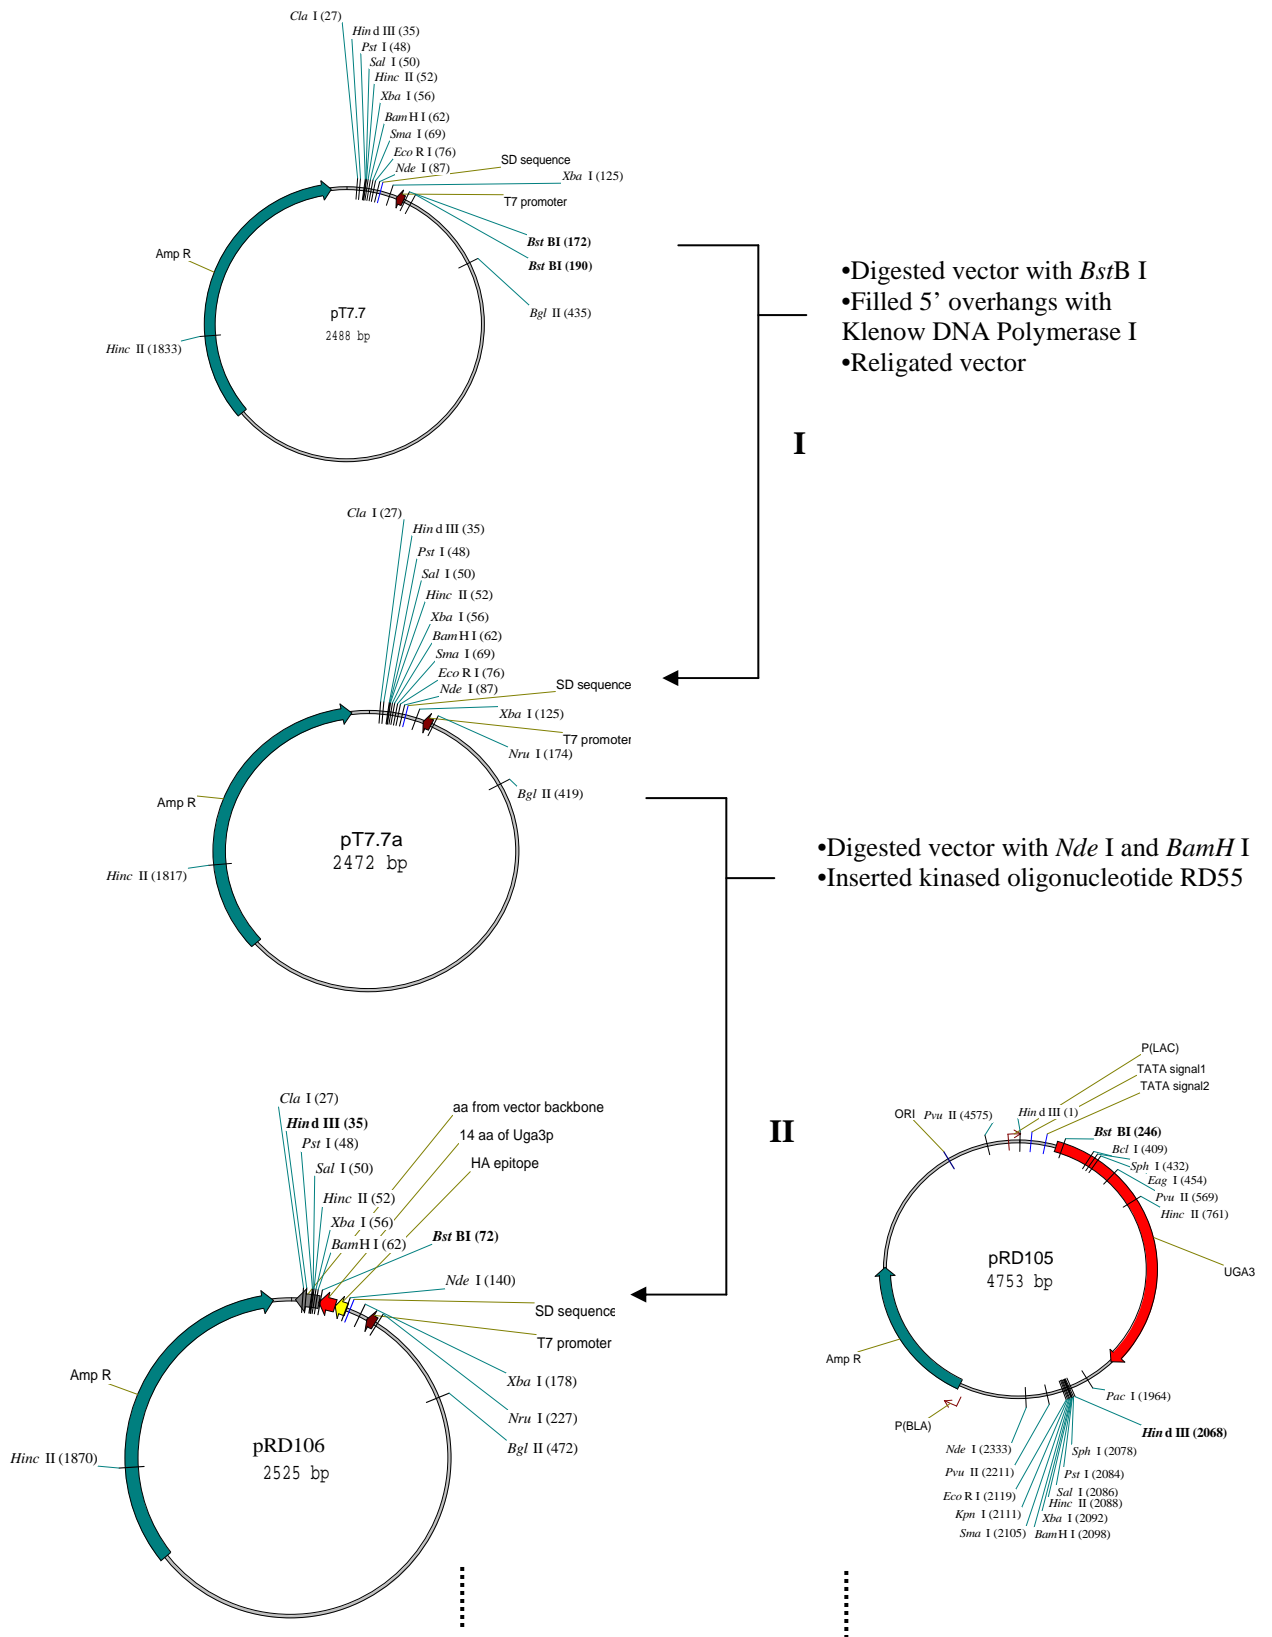 Cla I (27)
Hind III (35)
Pst I (48)
Sal I (50)
Hinc II (52)
Xba I (56)
BamH I (62)
Sma I (69)
Eco R I (76)
Nde I (87)
SD sequence
Xba I (125)
T7 promoter
Bst BI (172)
Bst BI (190)
Bgl II (435)
Amp R
Hinc II (1833)
pT7.7
2488 bp
•Digested vector with BstB I
•Filled 5’ overhangs with
Klenow DNA Polymerase I
•Religated vector
I
Cla I (27)
Hind III (35)
Pst I (48)
Sal I (50)
Hinc II (52)
Xba I (56)
BamH I (62)
Sma I (69)
Eco R I (76)
Nde I (87)
SD sequence
Xba I (125)
T7 promoter
Nru I (174)
Bgl II (419)
Amp R
Hinc II (1817)
pT7.7a
2472 bp
•Digested vector with Nde I and BamH I
•Inserted kinased oligonucleotide RD55
II
Cla I (27)
Hind III (35)
Pst I (48)
Sal I (50)
Hinc II (52)
Xba I (56)
BamH I (62)
aa from vector backbone
14 aa of Uga3p
HA epitope
Bst BI (72)
Nde I (140)
SD sequence
T7 promoter
Xba I (178)
Nru I (227)
Bgl II (472)
Amp R
Hinc II (1870)
pRD106
2525 bp
P(LAC)
TATA signal1
TATA signal2
ORI
Pvu II (4575)
Hind III (1)
Bst BI (246)
Bcl I (409)
Sph I (432)
Eag I (454)
Pvu II (569)
Hinc II (761)
UGA3
pRD105
4753 bp
Amp R
P(BLA)
Pac I (1964)
Hind III (2068)
Nde I (2333)
Sph I (2078)
Pvu II (2211)
Pst I (2084)
Eco R I (2119)
Sal I (2086)
Hinc II (2088)
Kpn I (2111)
Xba I (2092)
Sma I (2105)
BamH I (2098)